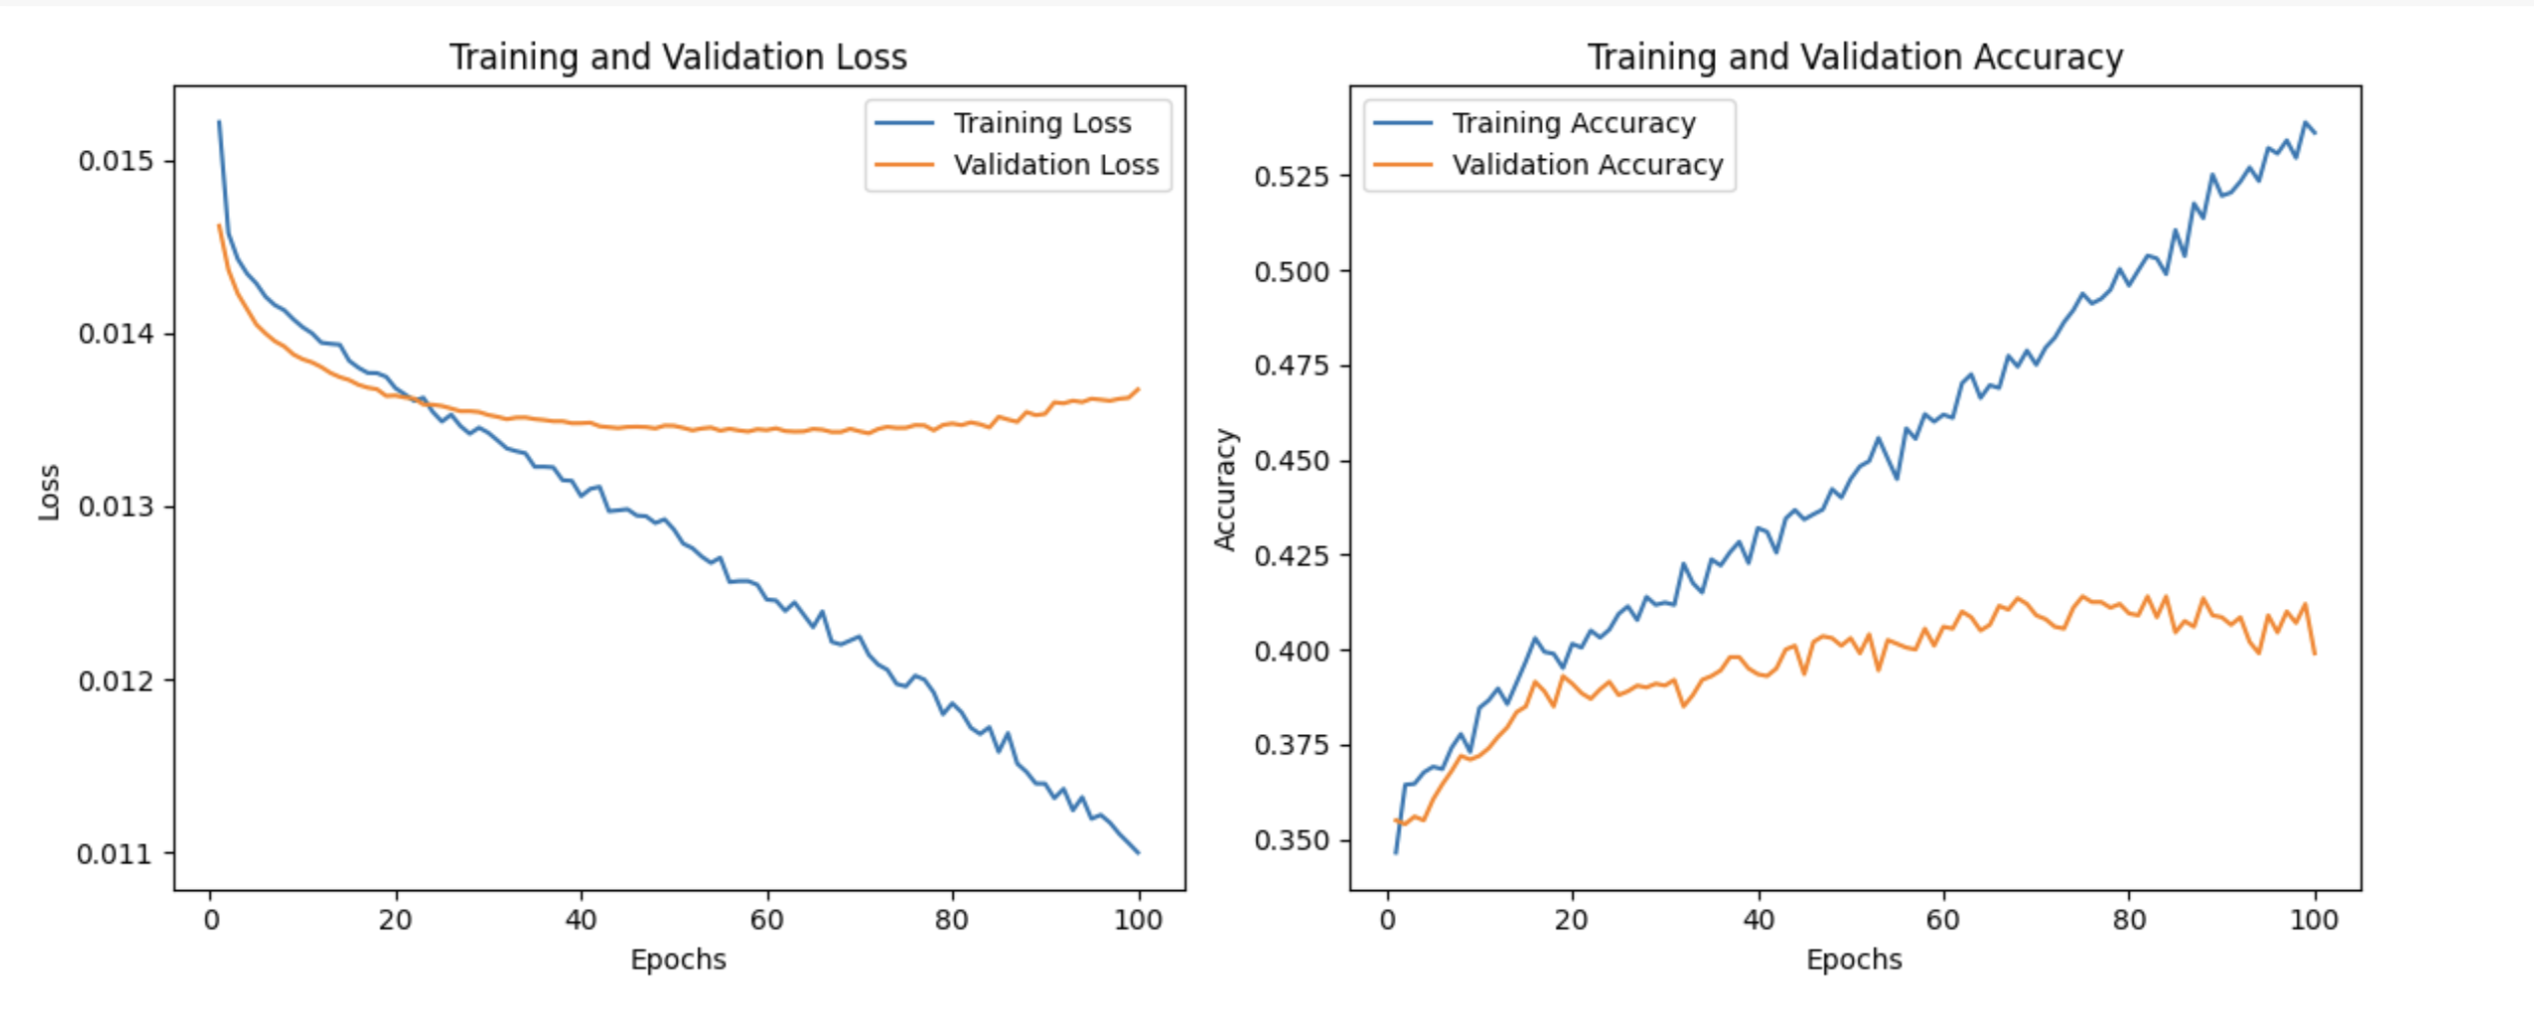 Training and Validation Loss
Training Loss
Validation Loss
0.015
0.014
0.013
0.012
0.011
Loss
0 20 40 60 80 100
Epochs
Training and Validation Accuracy
Training Accuracy
Validation Accuracy
0.525
0.500
0.475
0.450
0.425
0.400
0.375
0.350
Accuracy
0 20 40 60 80 100
Epochs